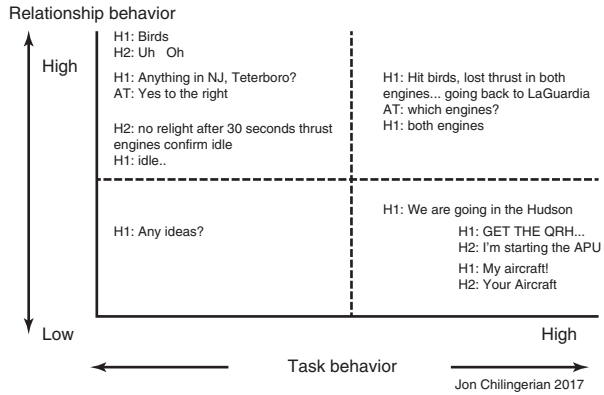 Relationship behavior
High
H1: Birds
H2: Uh Oh
H1: Anything in NJ, Teterboro?
AT: Yes to the right
H2: no relight after 30 seconds thrust
engines confirm idle
H1: idle..
H1: Hit birds, lost thrust in both
engines... going back to LaGuardia
AT: which engines?
H1: both engines
H1: Any ideas?
H1: We are going in the Hudson
H1: GET THE QRH...
H2: I'm starting the APU
H1: My aircraft!
H2: Your Aircraft
Low
High
Task behavior
Jon Chilingerian 2017